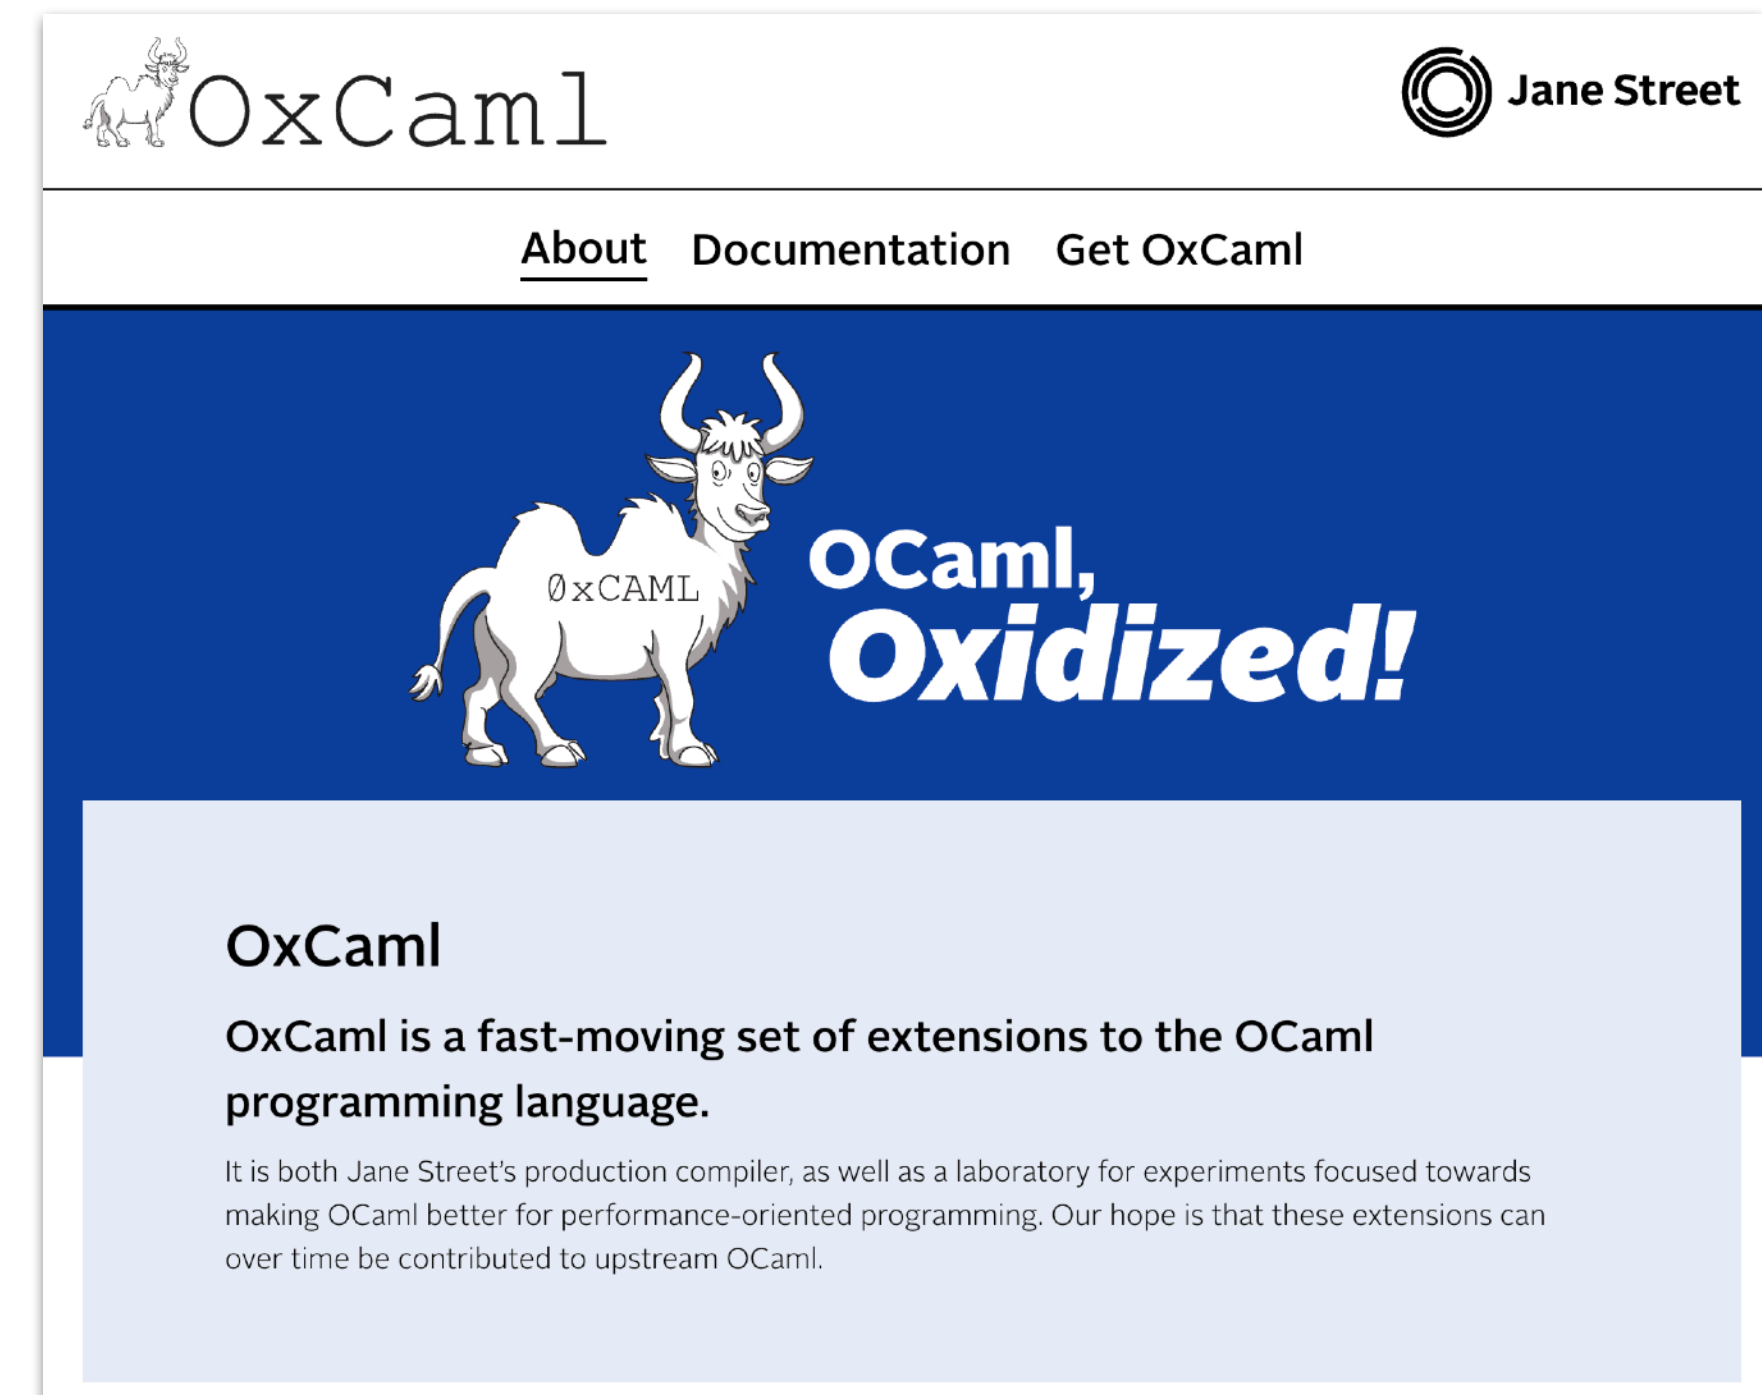 OxCaml
Jane Street
About Documentation Get OxCaml
0xCAML
OCaml,
Oxidized!
OxCaml
OxCaml is a fast-moving set of extensions to the OCaml
programming language.
It is both Jane Street’s production compiler, as well as a laboratory for experiments focused towards
making OCaml better for performance-oriented programming. Our hope is that these extensions can
over time be contributed to upstream OCaml.